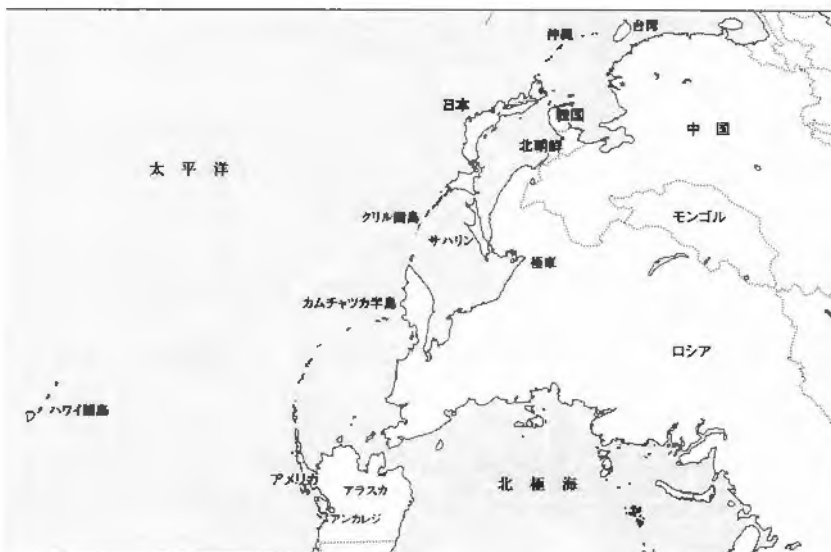 沖縄
台湾
日本
韓国
中 国
北朝鮮
太 平 洋
クリル諸島
サハリン
モンゴル
極東
カムチャツカ半島
ロシア
ハワイ諸島
アメリカ
アラスカ
北 極 海
アンカレジ